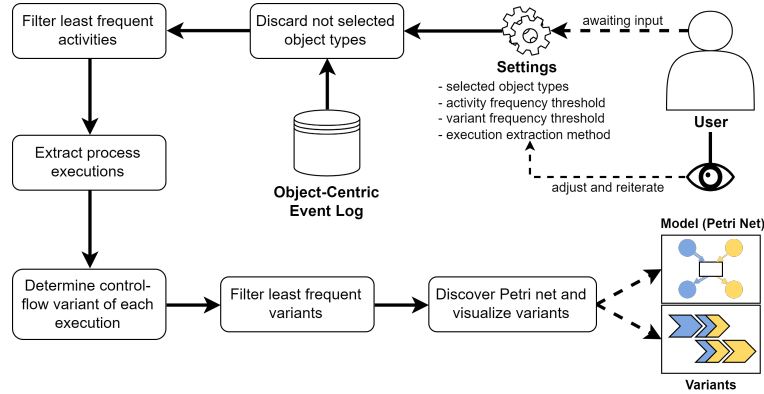 Filter least frequent
activities
Discard not selected
object types
awaiting input
Settings
- selected object types
- activity frequency threshold
- variant frequency threshold
- execution extraction method
User
Extract process
executions
Object-Centric
Event Log
adjust and reiterate
Model (Petri Net)
Determine control-
flow variant of each
execution
Filter least frequent
variants
Discover Petri net and
visualize variants
Variants